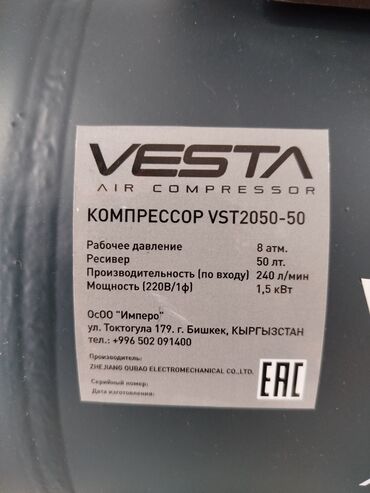 VESTA
AIR COMPRESSOR
КОМПРЕССОР VST2050-50
Рабочее давление 8 атм.
Ресивер 50 лт.
Производительность (по входу) 240 л/мин
Мощность (220В/1ф) 1,5 кВт
ОсОО "Имперо"
ул. Токтогула 179. г. Бишкек, КЫРГЫЗСТАН
тел.: +996 502 091400
Производитель:
ZHEJIANG OUBAO ELECTROMECHANICAL CO.,LTD.
Серийный номер:
Дата изготовления:
EAC